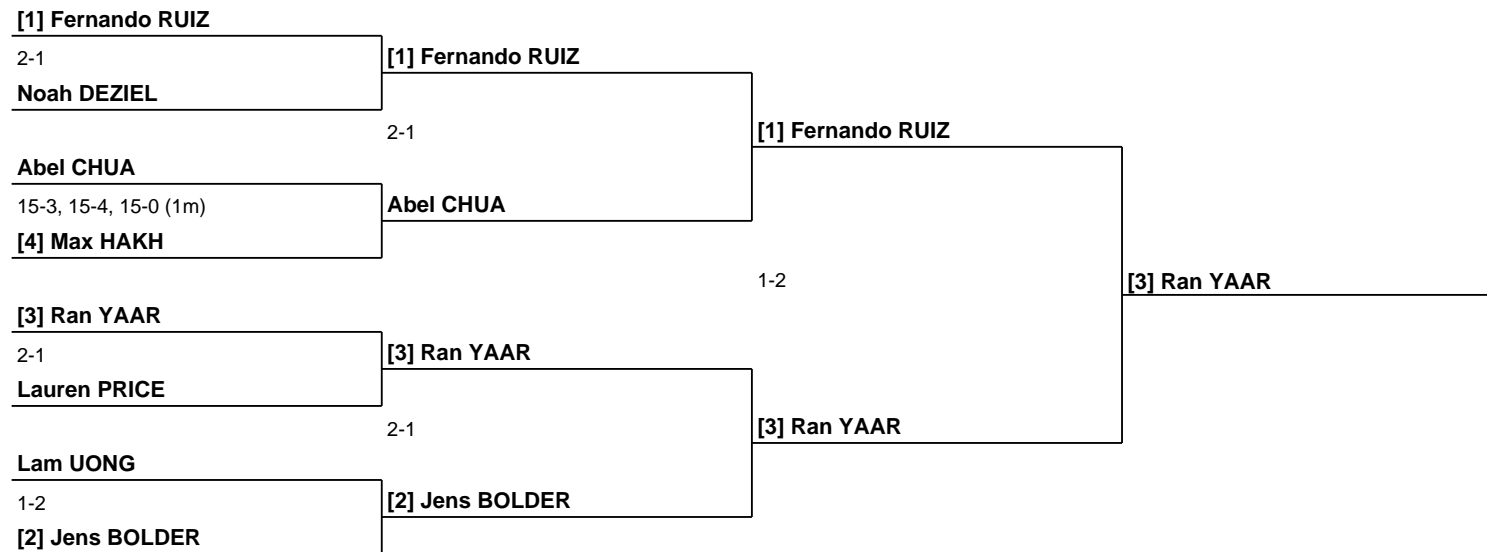 [1] Fernando RUIZ
2-1
[1] Fernando RUIZ
Noah DEZIEL
2-1
[1] Fernando RUIZ
Abel CHUA
15-3, 15-4, 15-0 (1m)
Abel CHUA
[4] Max HAKH
1-2
[3] Ran YAAR
[3] Ran YAAR
2-1
[3] Ran YAAR
Lauren PRICE
2-1
[3] Ran YAAR
Lam UONG
1-2
[2] Jens BOLDER
[2] Jens BOLDER